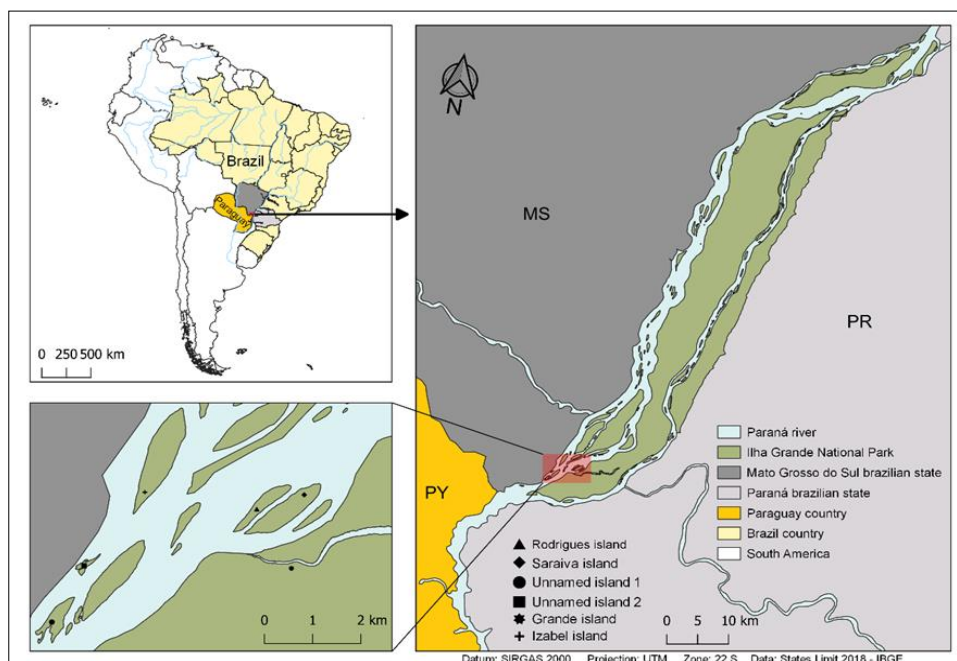 Brazil
Paraguay
0 250 500 km
N
MS
PR
PY
Paraná river
Ilha Grande National Park
Mato Grosso do Sul brazilian state
Paraná brazilian state
Paraguay country
Brazil country
South America
Rodrigues island
Saraiva island
Unnamed island 1
Unnamed island 2
Grande island
Izabel island
0 1 2 km
0 5 10 km
Datum: SIRGAS 2000 Projection: UTM Zone: 22 S Data: States Limit 2018 - IBGE